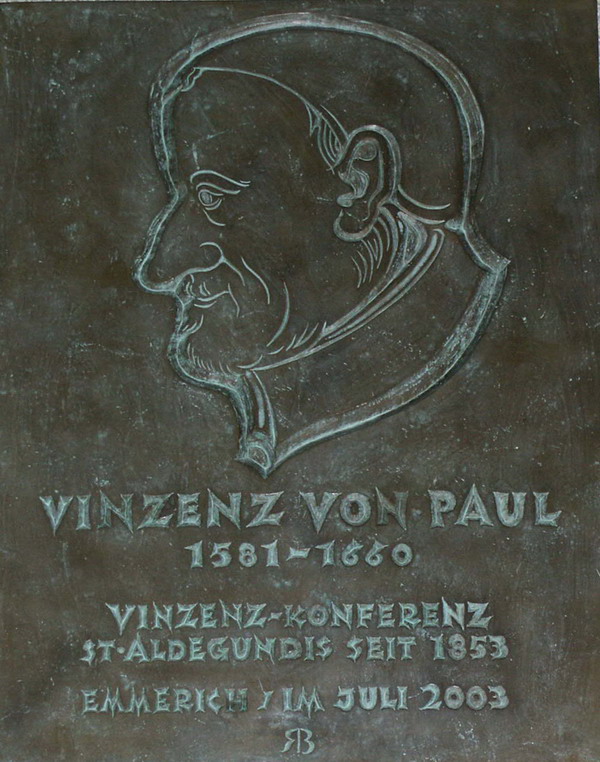 VINZENZ VON PAUL
1581-1660
VINZENZ-KONFERENZ
ST·ALDEGUNDIS SEIT 1853
EMMERICH / IM JULI 2003
RB